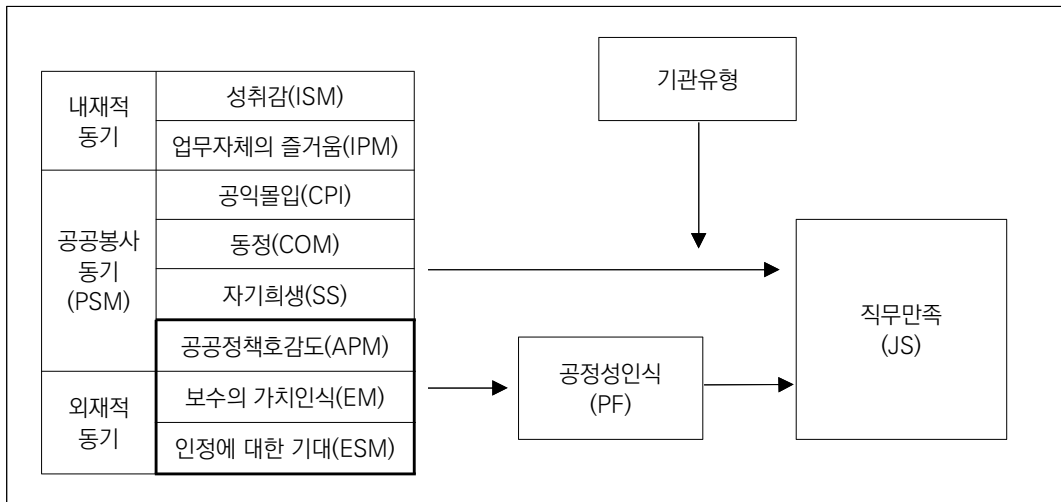 기관유형
내재적
동기
성취감(ISM)
업무자체의 즐거움(IPM)
공공봉사
동기
(PSM)
공익몰입(CPI)
동정(COM)
자기희생(SS)
공공정책호감도(APM)
외재적
동기
보수의 가치인식(EM)
인정에 대한 기대(ESM)
공정성인식
(PF)
직무만족
(JS)